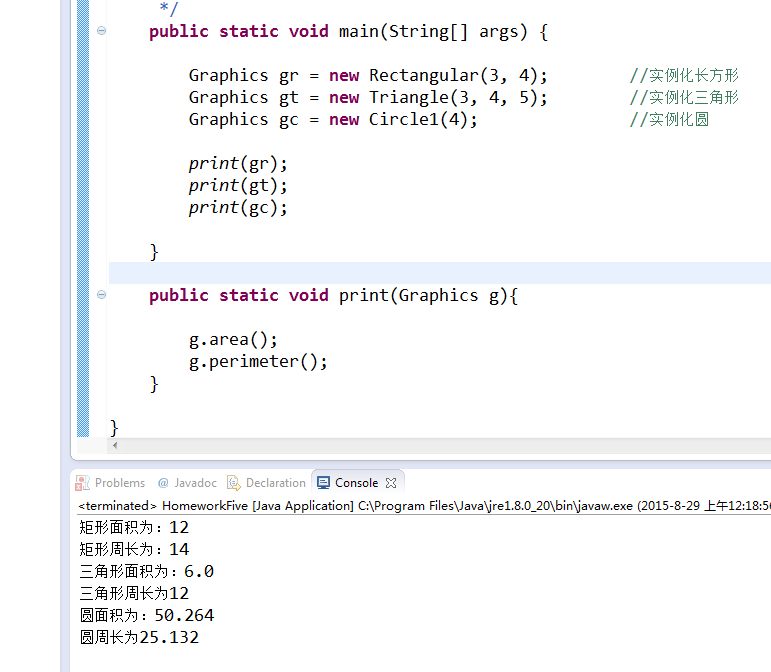 */
public static void main(String[] args) {
Graphics gr = new Rectangular(3, 4); //实例化长方形
Graphics gt = new Triangle(3, 4, 5); //实例化三角形
Graphics gc = new Circle1(4); //实例化圆
print(gr);
print(gt);
print(gc);
}
public static void print(Graphics g){
g.area();
g.perimeter();
}
}
Problems @ Javadoc Declaration Console
<terminated> HomeworkFive [Java Application] C:\Program Files\Java\jre1.8.0_20\bin\javaw.exe (2015-8-29 上午12:18:56
矩形面积为：12
矩形周长为：14
三角形面积为：6.0
三角形周长为12
圆面积为：50.264
圆周长为25.132